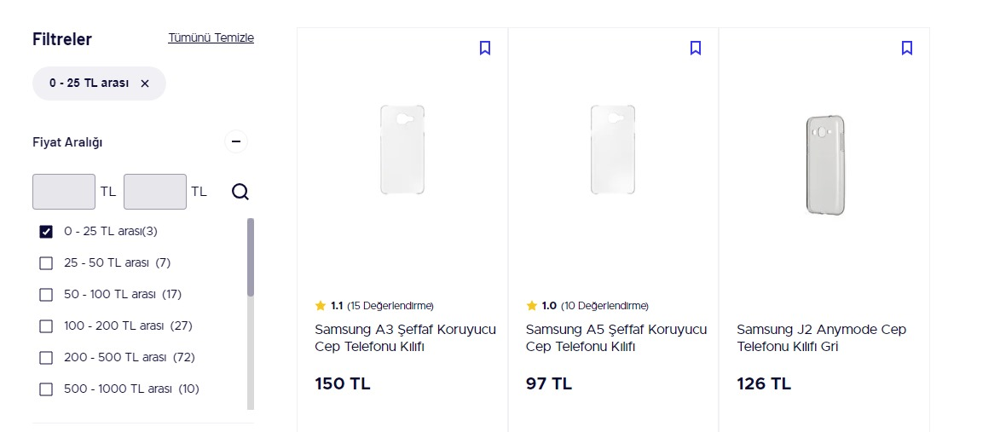 Filtreler
Tümünü Temizle
0 - 25 TL arası
Fiyat Aralığı
TL
TL
0 - 25 TL arası(3)
25 - 50 TL arası (7)
50 - 100 TL arası (17)
100 - 200 TL arası (27)
200 - 500 TL arası (72)
500 - 1000 TL arası (10)
1.1 (15 Değerlendirme)
Samsung A3 Şeffaf Koruyucu
Cep Telefonu Kılıfı
150 TL
1.0 (10 Değerlendirme)
Samsung A5 Şeffaf Koruyucu
Cep Telefonu Kılıfı
97 TL
Samsung J2 Anymode Cep
Telefonu Kılıfı Gri
126 TL